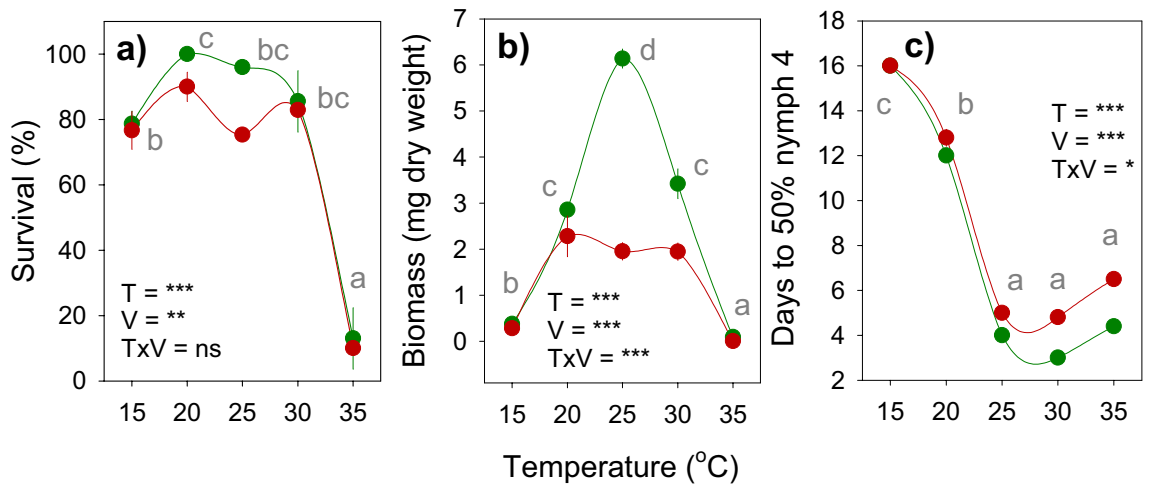 a)
Survival (%)
100
80
60
40
20
0
c
bc
bc
b
a
T = ***
V = **
TxV = ns
15 20 25 30 35
b)
Biomass (mg dry weight)
7
6
5
4
3
2
1
0
d
c
c
b
a
T = ***
V = ***
TxV = ***
15 20 25 30 35
c)
Days to 50% nymph 4
18
16
14
12
10
8
6
4
2
c
b
a
a
a
T = ***
V = ***
TxV = *
15 20 25 30 35
Temperature (°C)